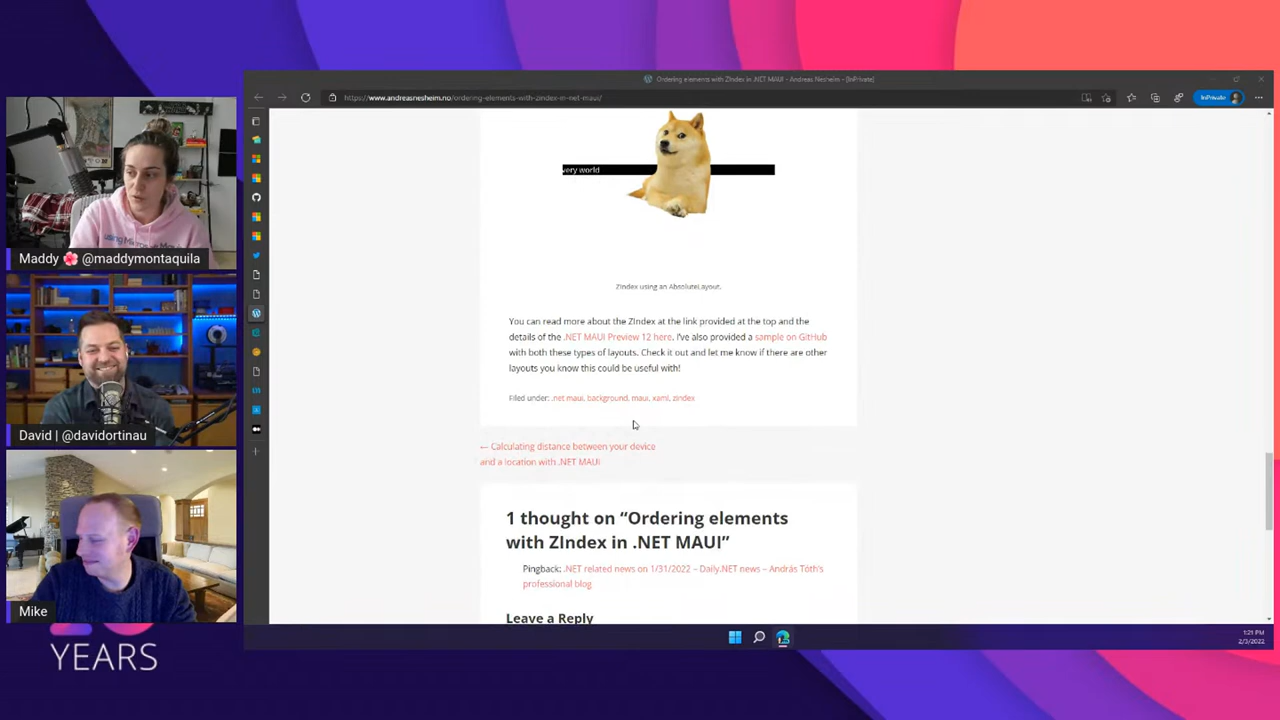 Ordering elements with ZIndex in .NET MAUI - Andreas Nesheim - [InPrivate]
https://www.andreasnesheim.no/ordering-elements-with-zindex-in-net-maui/
InPrivate
very world
ZIndex using an AbsoluteLayout.
You can read more about the ZIndex at the link provided at the top and the
details of the .NET MAUI Preview 12 here. I've also provided a sample on GitHub
with both these types of layouts. Check it out and let me know if there are other
layouts you know this could be useful with!
Filed under: .net maui, background, maui, xaml, zindex
← Calculating distance between your device
and a location with .NET MAUI
1 thought on “Ordering elements
with ZIndex in .NET MAUI”
Pingback: .NET related news on 1/31/2022 – Daily.NET news – András Tóth's
professional blog
Leave a Reply
1:21 PM
2/3/2022
Maddy 🌺 @maddymontaquila
David | @davidortinau
Mike
YEARS